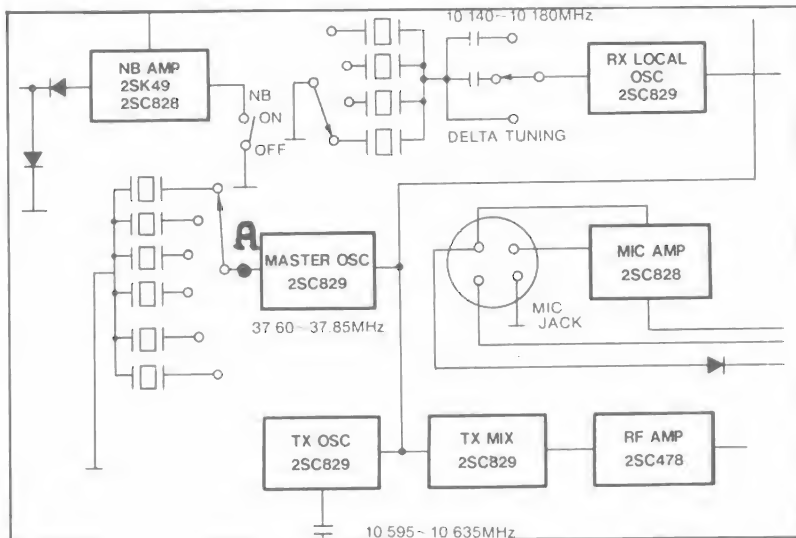 10 140~10 180MHz
NB AMP
2SK49
2SC828
NB
ON
OFF
RX LOCAL
OSC
2SC829
DELTA TUNING
A
MASTER OSC
2SC829
37 60~37.85MHz
MIC AMP
2SC828
MIC
JACK
TX OSC
2SC829
TX MIX
2SC829
RF AMP
2SC478
10 595~10 635MHz